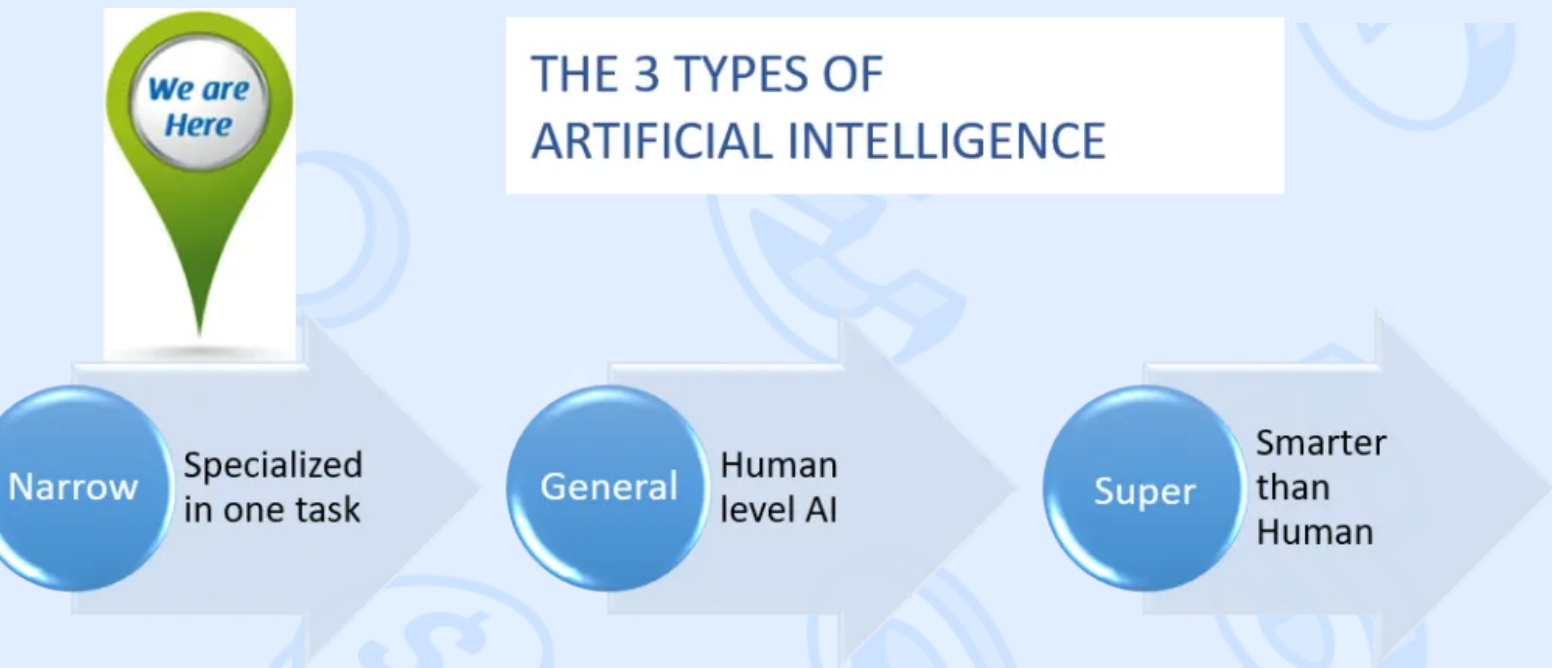 We are
Here
THE 3 TYPES OF
ARTIFICIAL INTELLIGENCE
Narrow
Specialized
in one task
General
Human
level AI
Super
Smarter
than
Human